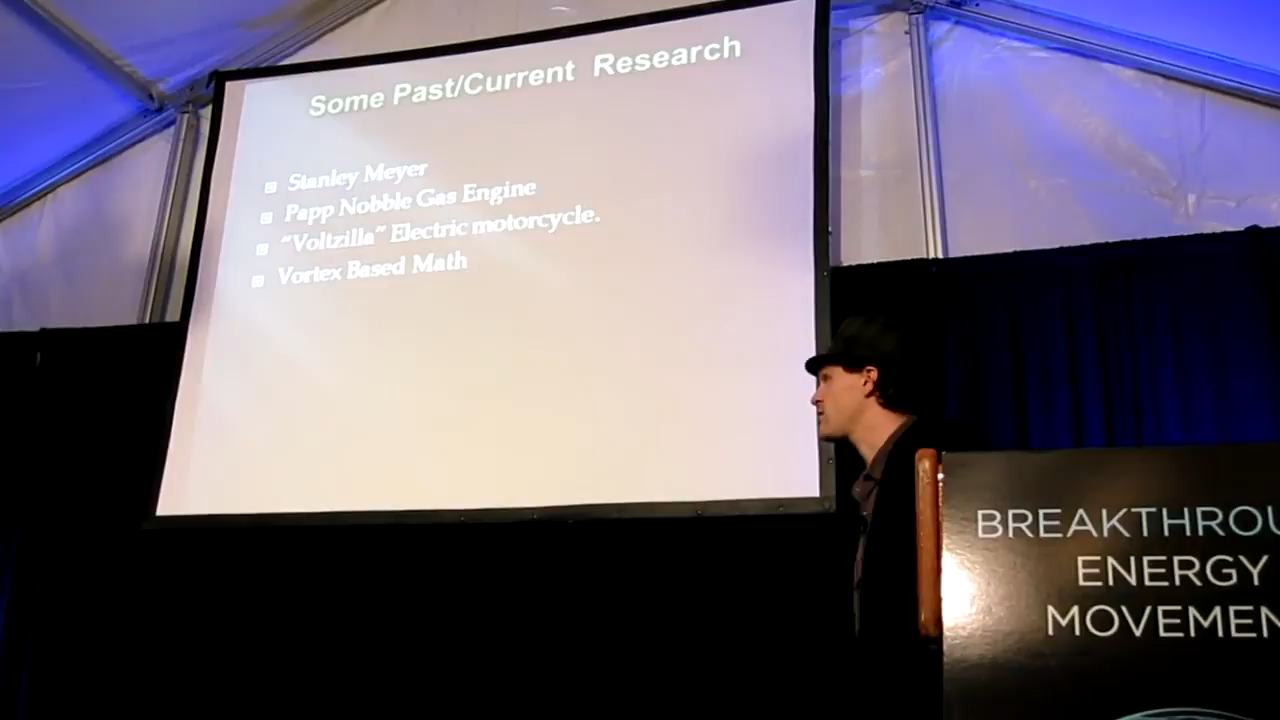 Some Past/Current Research
Stanley Meyer
Papp Nobble Gas Engine
“Voltzilla” Electric motorcycle.
Vortex Based Math
BREAKTHROU
ENERGY
MOVEMEN